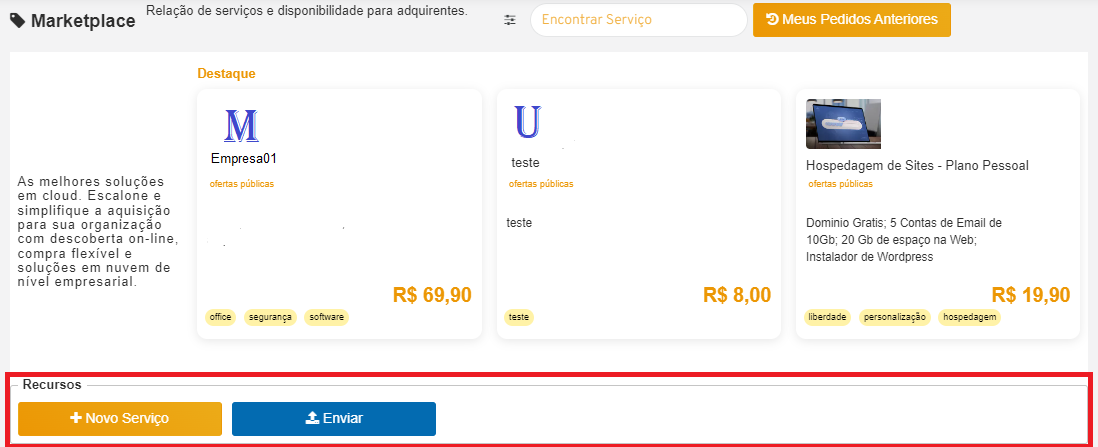 Marketplace
Relação de serviços e disponibilidade para adquirentes.
Encontrar Serviço
Meus Pedidos Anteriores
As melhores soluções
em cloud. Escalone e
simplifique a aquisição
para sua organização
com descoberta on-line,
compra flexível e
soluções em nuvem de
nível empresarial.
Destaque
M
Empresa01
ofertas públicas
R$ 69,90
office segurança software
U
teste
ofertas públicas
teste
R$ 8,00
teste
Hospedagem de Sites - Plano Pessoal
ofertas públicas
Dominio Gratis; 5 Contas de Email de
10Gb; 20 Gb de espaço na Web;
Instalador de Wordpress
R$ 19,90
liberdade personalização hospedagem
Recursos
Novo Serviço
Enviar